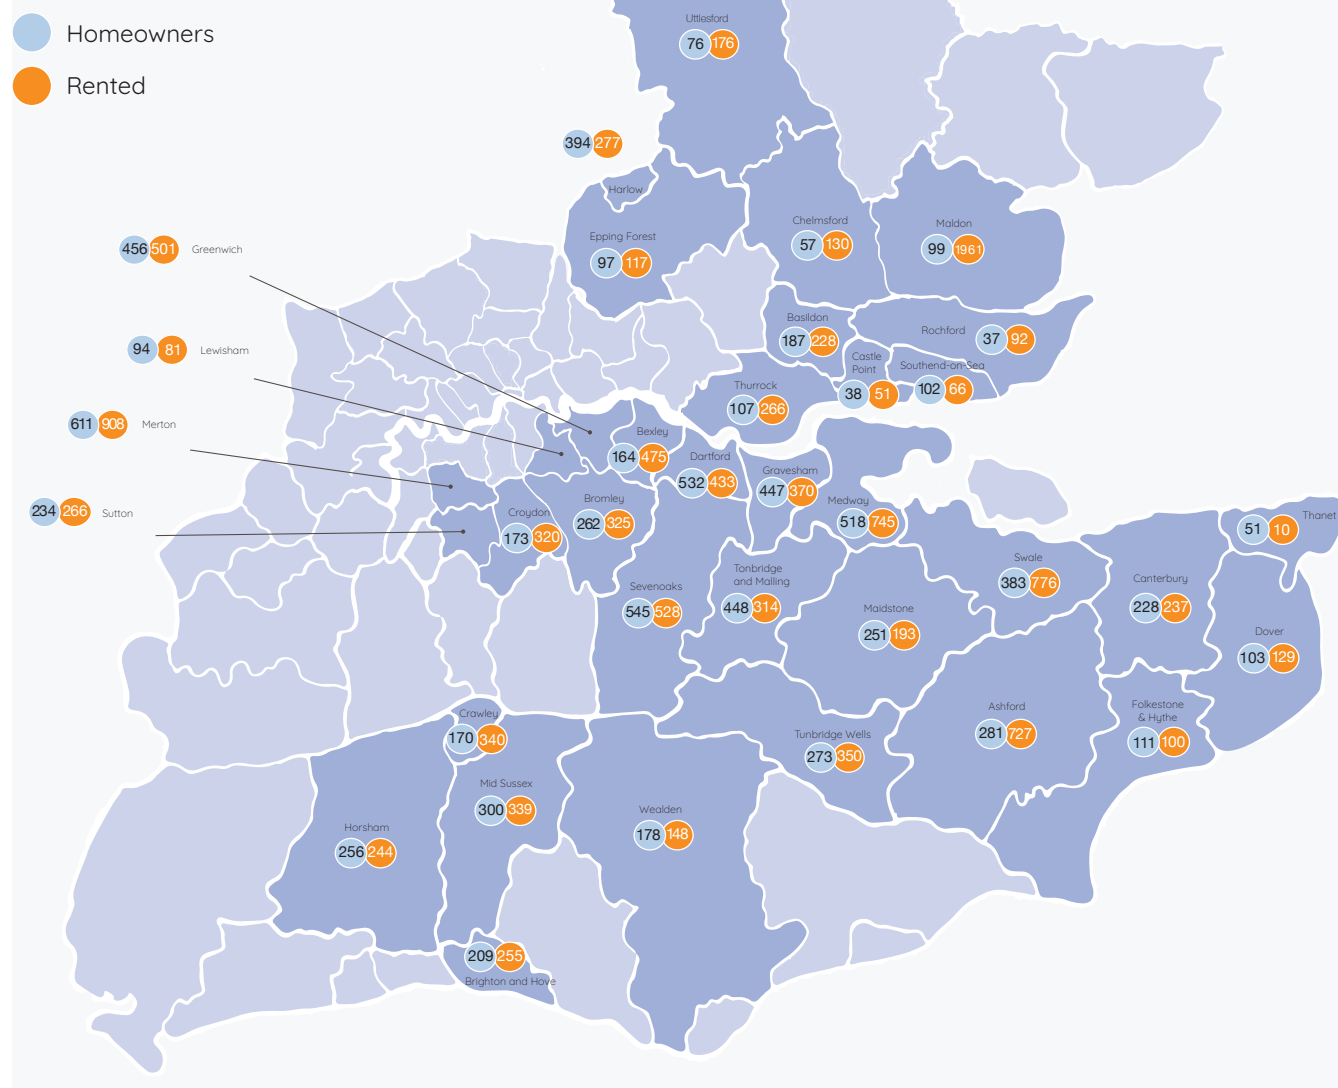 Homeowners
Rented
Uttlesford
76 176
394 277
Harlow
Epping Forest
97 117
Chelmsford
57 130
Maldon
99 1961
456 501 Greenwich
94 81 Lewisham
611 908 Merton
234 266 Sutton
Basildon
187 228
Rochford 37 92
Castle
Point
38 51
Southend-on-Sea
102 66
Thurrock
107 266
Bexley
164 475
Dartford
532 433
Gravesham
447 370
Medway
518 745
Croydon
173 320
Bromley
262 325
Sevenoaks
545 528
Tonbridge
and Malling
448 314
Maidstone
251 193
Swale
383 776
Canterbury
228 237
Thanet
51 10
Dover
103 129
Folkestone
& Hythe
111 100
Ashford
281 727
Tunbridge Wells
273 350
Crawley
170 340
Mid Sussex
300 339
Horsham
256 244
Wealden
178 148
209 255
Brighton and Hove